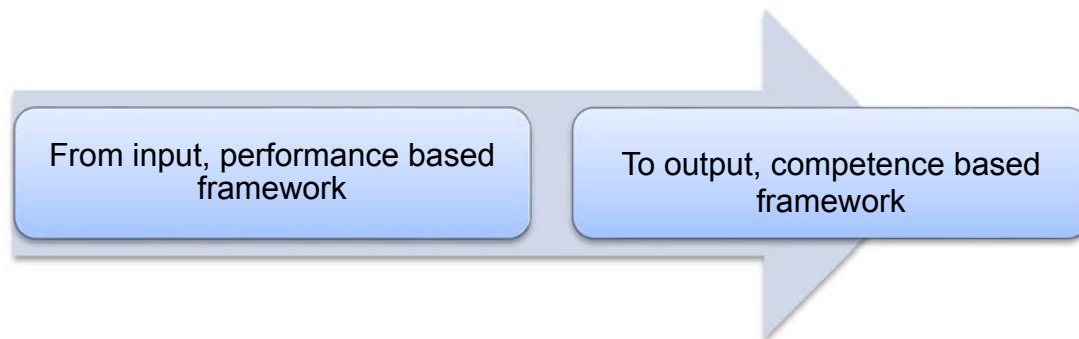 From input, performance based
framework
To output, competence based
framework